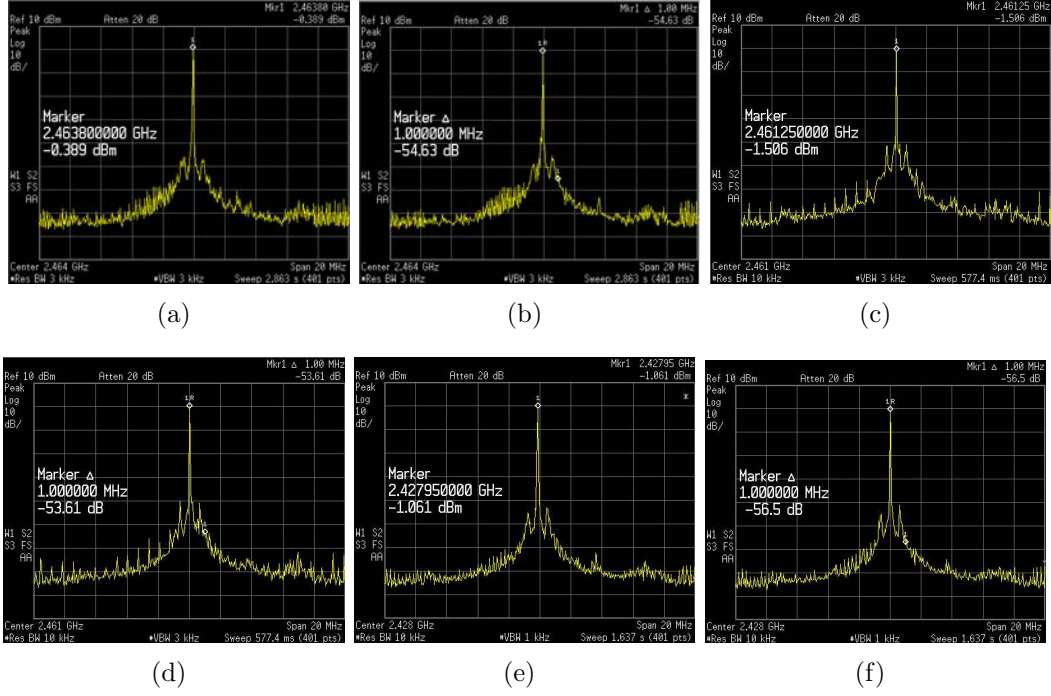 Mkr1 2.46380 GHz
Ref 10 dBm Atten 20 dB -0.389 dBm
Peak
Log
10
dB/
1
Marker
2.463800000 GHz
-0.389 dBm
W1 S2
S3 FS
AA
Center 2.464 GHz Span 20 MHz
*Res BW 3 kHz *VBW 3 kHz Sweep 2.863 s (401 pts)
(a)
Mkr1 Δ 1.00 MHz
Ref 10 dBm Atten 20 dB -54.63 dB
Peak
Log
10
dB/
1R
Marker Δ
1.000000 MHz
-54.63 dB
1
W1 S2
S3 FS
AA
Center 2.464 GHz Span 20 MHz
*Res BW 3 kHz *VBW 3 kHz Sweep 2.863 s (401 pts)
(b)
Mkr1 2.46125 GHz
Ref 10 dBm Atten 20 dB -1.506 dBm
Peak
Log
10
dB/
1
Marker
2.461250000 GHz
-1.506 dBm
W1 S2
S3 FS
AA
Center 2.461 GHz Span 20 MHz
*Res BW 10 kHz *VBW 3 kHz Sweep 577.4 ms (401 pts)
(c)
Mkr1 Δ 1.00 MHz
Ref 10 dBm Atten 20 dB -53.61 dB
Peak
Log
10
dB/
1R
Marker Δ
1.000000 MHz
-53.61 dB
1
W1 S2
S3 FS
AA
Center 2.461 GHz Span 20 MHz
*Res BW 10 kHz *VBW 3 kHz Sweep 577.4 ms (401 pts)
(d)
Mkr1 2.42795 GHz
Ref 10 dBm Atten 20 dB -1.061 dBm
Peak
Log
10
dB/
1
*
Marker
2.427950000 GHz
-1.061 dBm
W1 S2
S3 FS
AA
Center 2.428 GHz Span 20 MHz
*Res BW 10 kHz *VBW 1 kHz Sweep 1.637 s (401 pts)
(e)
Mkr1 Δ 1.00 MHz
Ref 10 dBm Atten 20 dB -56.5 dB
Peak
Log
10
dB/
1R
Marker Δ
1.000000 MHz
-56.5 dB
1
W1 S2
S3 FS
AA
Center 2.428 GHz Span 20 MHz
*Res BW 10 kHz *VBW 1 kHz Sweep 1.637 s (401 pts)
(f)